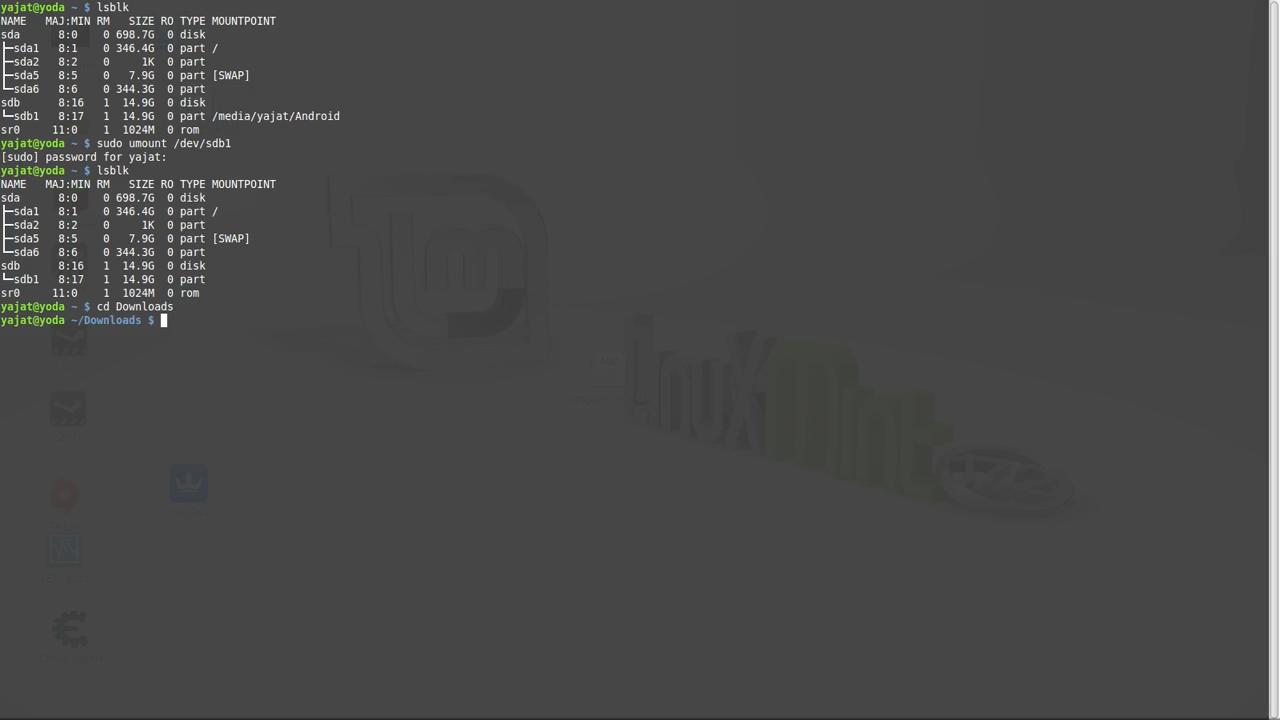 yajat@yoda ~ $ lsblk
NAME   MAJ:MIN RM   SIZE RO TYPE MOUNTPOINT
sda      8:0    0 698.7G  0 disk
├─sda1   8:1    0 346.4G  0 part /
├─sda2   8:2    0     1K  0 part
├─sda5   8:5    0   7.9G  0 part [SWAP]
└─sda6   8:6    0 344.3G  0 part
sdb      8:16   1  14.9G  0 disk
└─sdb1   8:17   1  14.9G  0 part /media/yajat/Android
sr0     11:0    1  1024M  0 rom
yajat@yoda ~ $ sudo umount /dev/sdb1
[sudo] password for yajat:
yajat@yoda ~ $ lsblk
NAME   MAJ:MIN RM   SIZE RO TYPE MOUNTPOINT
sda      8:0    0 698.7G  0 disk
├─sda1   8:1    0 346.4G  0 part /
├─sda2   8:2    0     1K  0 part
├─sda5   8:5    0   7.9G  0 part [SWAP]
└─sda6   8:6    0 344.3G  0 part
sdb      8:16   1  14.9G  0 disk
└─sdb1   8:17   1  14.9G  0 part
sr0     11:0    1  1024M  0 rom
yajat@yoda ~ $ cd Downloads
yajat@yoda ~/Downloads $
LinuxMint